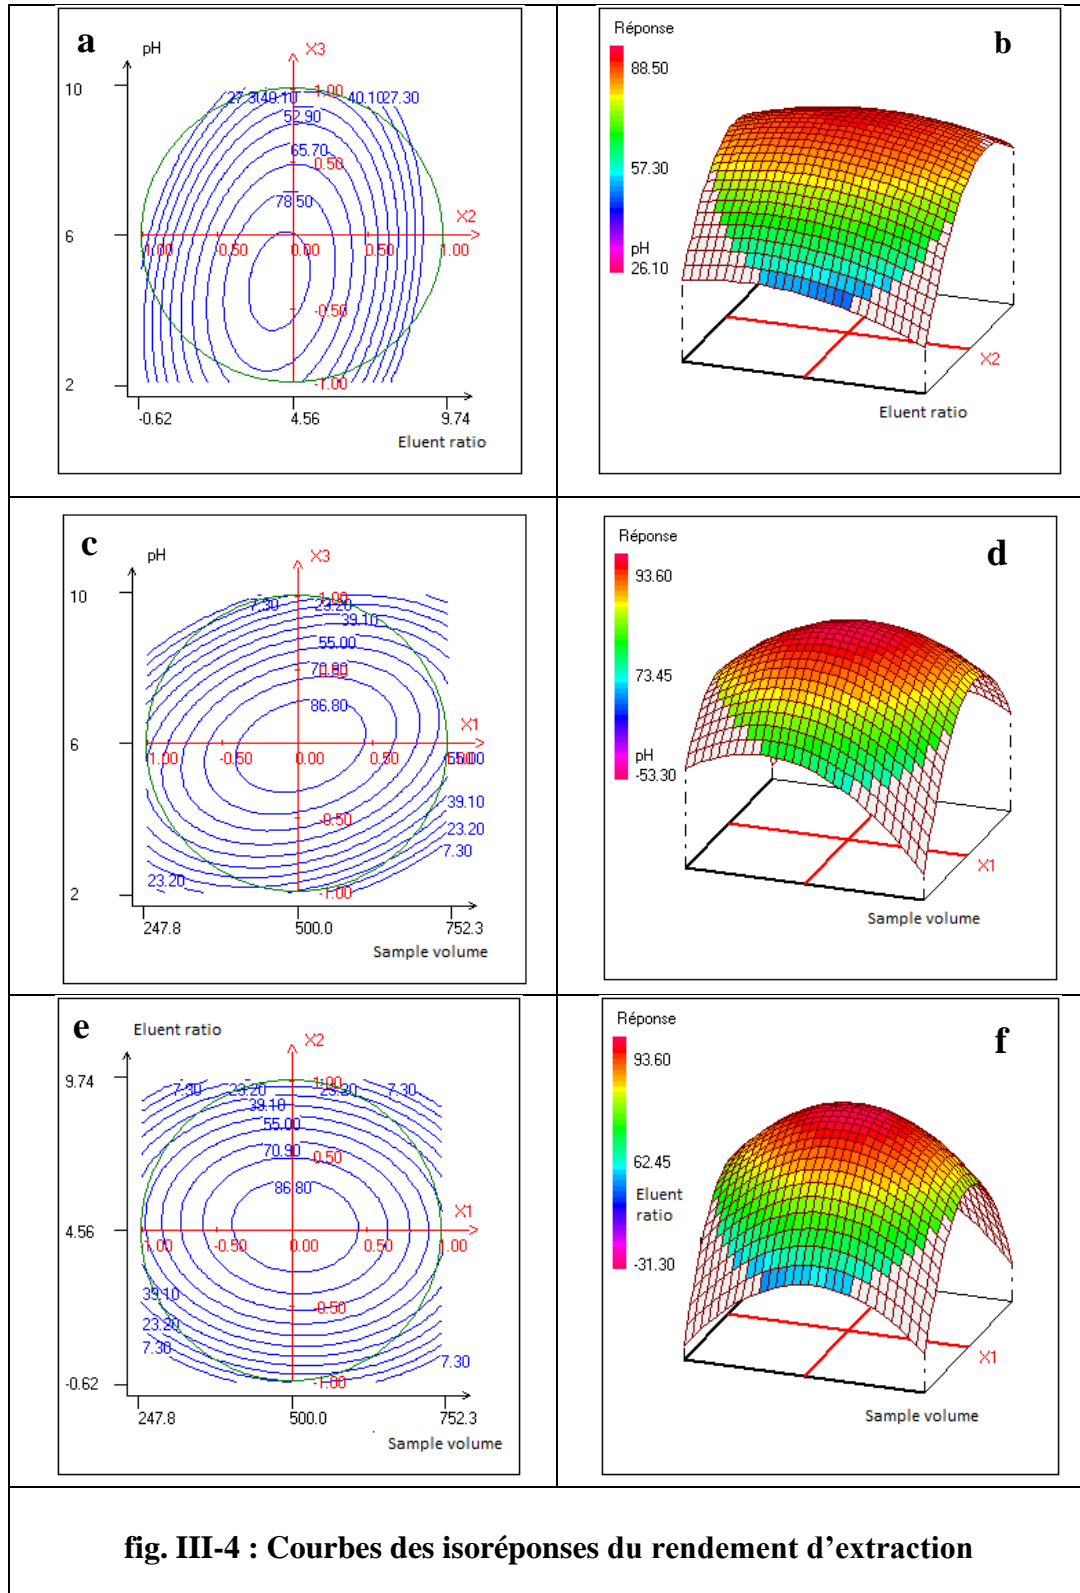 a
pH
X3
10
1.00
27.30
40.10
40.10
27.30
52.90
65.70
0.50
78.50
X2
6
-1.00
-0.50
0.00
0.50
1.00
-0.50
2
-1.00
-0.62
4.56
9.74
Eluent ratio
b
Réponse
88.50
57.30
pH
26.10
X2
Eluent ratio
c
pH
X3
10
1.00
7.30
23.20
39.10
55.00
70.90
86.80
X1
6
1.00
-0.50
0.00
0.50
55.00
39.10
-0.50
23.20
7.30
23.20
2
-1.00
247.8
500.0
752.3
Sample volume
d
Réponse
93.60
73.45
pH
-53.30
X1
Sample volume
e
Eluent ratio
X2
9.74
1.00
7.30
23.20
23.20
7.30
39.10
55.00
70.90
0.50
86.80
X1
4.56
1.00
-0.50
0.00
0.50
1.00
39.10
-0.50
23.20
7.30
7.30
-0.62
-1.00
247.8
500.0
752.3
Sample volume
f
Réponse
93.60
62.45
Eluent
ratio
-31.30
X1
Sample volume
fig. III-4 : Courbes des isoréponses du rendement d’extraction